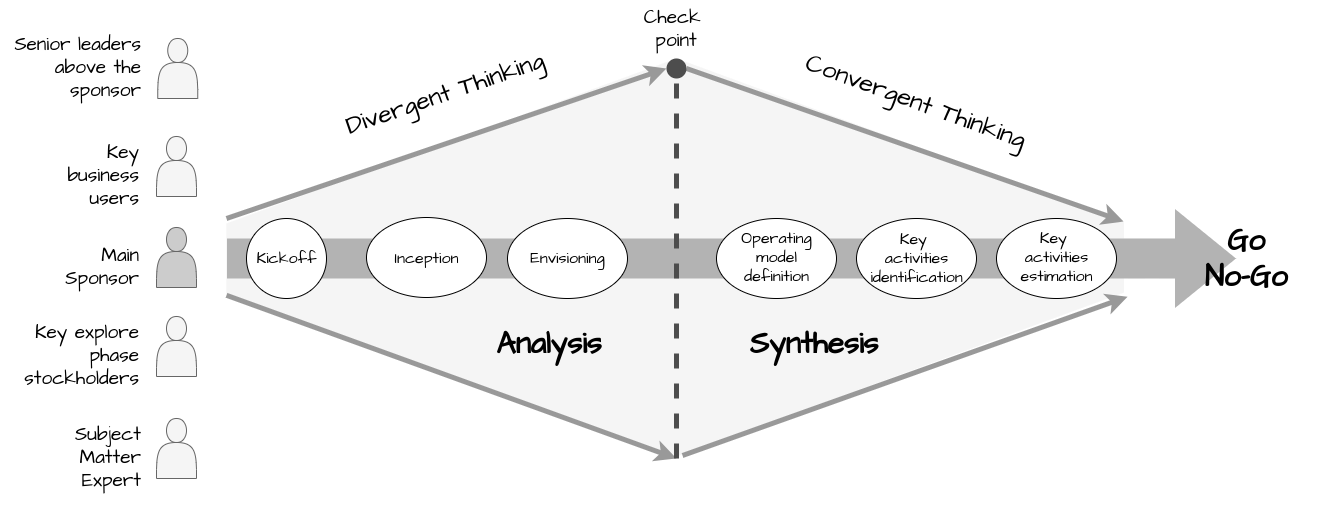 Senior leaders
above the
sponsor
Key
business
users
Main
Sponsor
Key explore
phase
stockholders
Subject
Matter
Expert
Divergent Thinking
Check
point
Convergent Thinking
Kickoff
Inception
Envisioning
Operating
model
definition
Key
activities
identification
Key
activities
estimation
Go
No-Go
Analysis
Synthesis